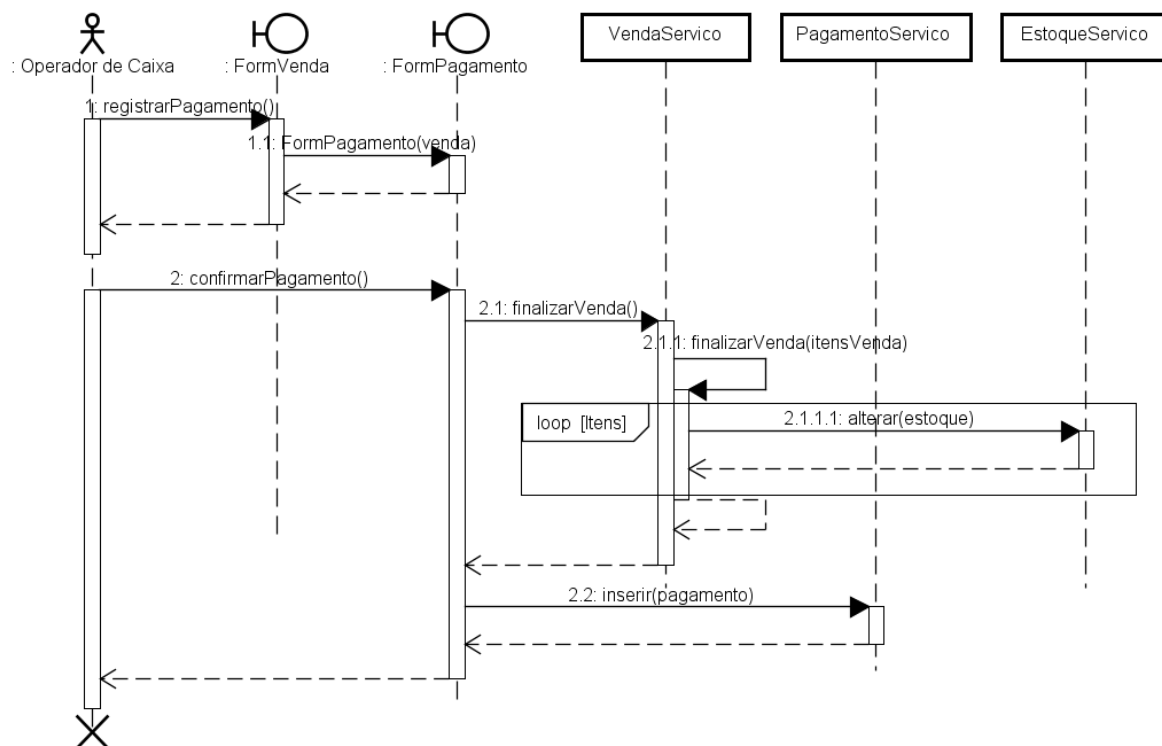 VendaServico
PagamentoServico
EstoqueServico
: Operador de Caixa
: FormVenda
: FormPagamento
1: registrarPagamento()
1.1: FormPagamento(venda)
2: confirmarPagamento()
2.1: finalizarVenda()
2.1.1: finalizarVenda(itensVenda)
loop [Itens]
2.1.1.1: alterar(estoque)
2.2: inserir(pagamento)